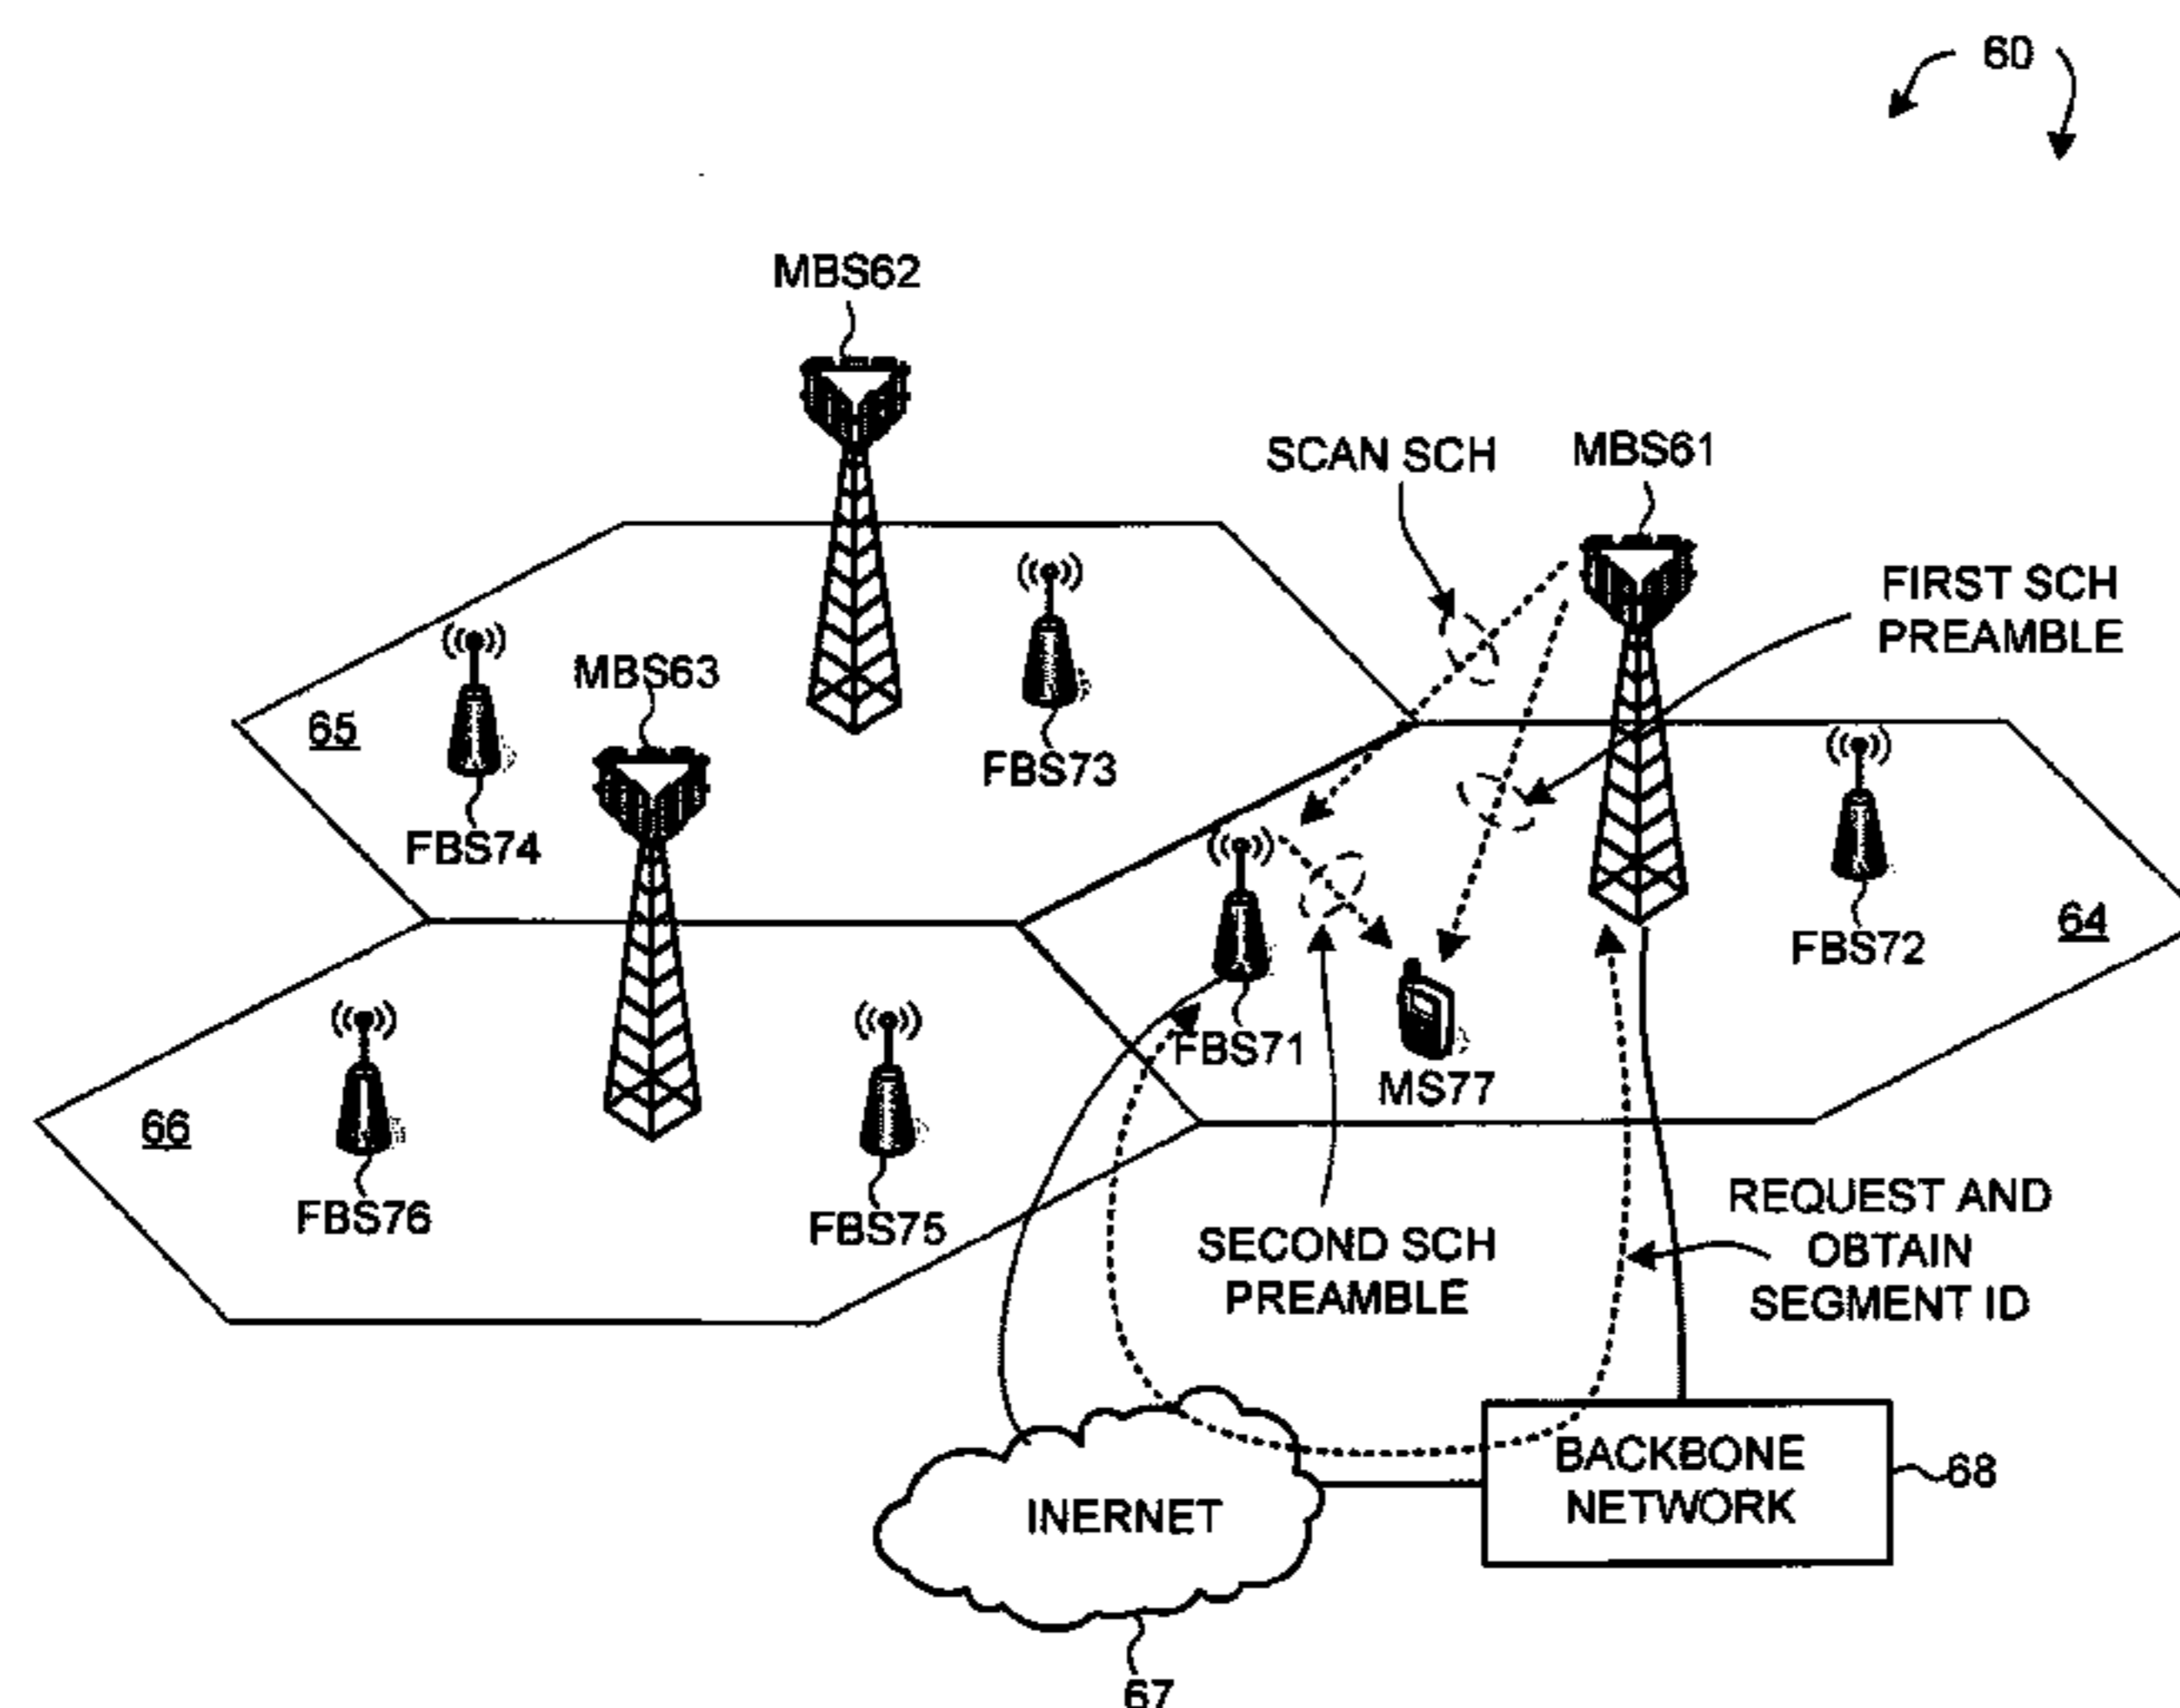 60
MBS62
SCAN SCH
MBS61
FIRST SCH
PREAMBLE
MBS63
65
FBS73
FBS74
64
FBS72
FBS71
MS77
66
FBS76
FBS75
SECOND SCH
PREAMBLE
REQUEST AND
OBTAIN
SEGMENT ID
INERNET
BACKBONE
NETWORK
68
67